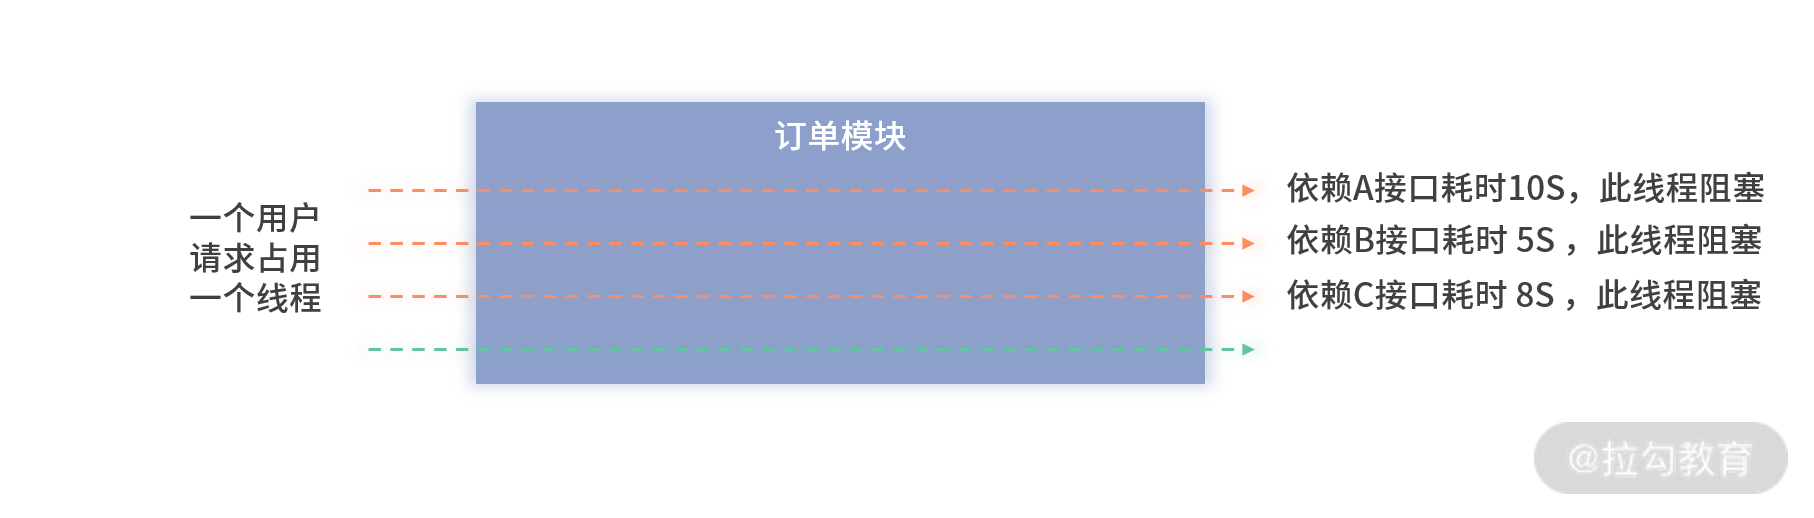 订单模块
一个用户
请求占用
一个线程
依赖A接口耗时10S，此线程阻塞
依赖B接口耗时 5S ，此线程阻塞
依赖C接口耗时 8S ，此线程阻塞
@拉勾教育